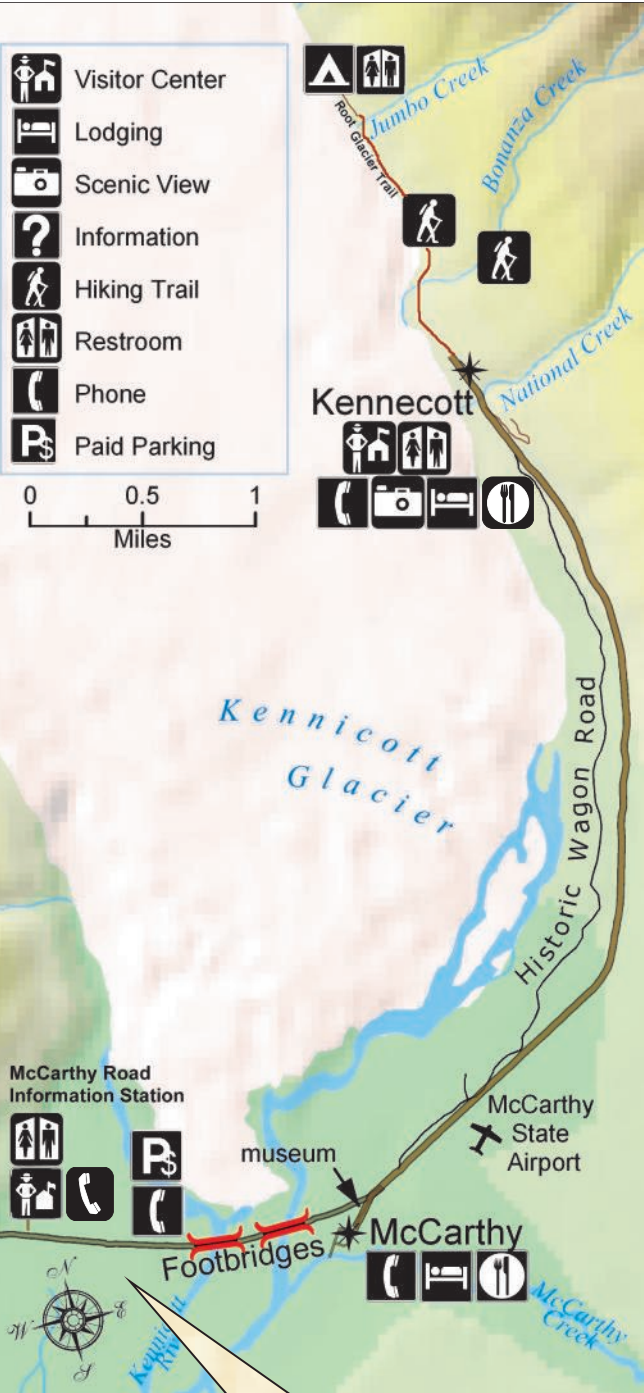 Visitor Center
Lodging
Scenic View
?
Information
Hiking Trail
Restroom
Phone
P$
Paid Parking
0 0.5 1
Miles
Root Glacier Trail
Jumbo Creek
Bonanza Creek
National Creek
Kennecott
Kennicott
Glacier
Historic Wagon Road
McCarthy Road
Information Station
P$
museum
McCarthy
State
Airport
McCarthy
Footbridges
McCarthy
Creek
N
W
E
S